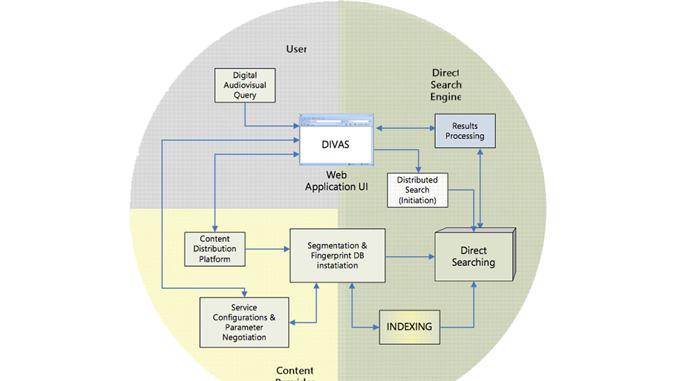 User
Digital
Audiovisual
Query
Direct
Search
Engine
DIVAS
Results
Processing
Web
Application UI
Distributed
Search
(Initiation)
Content
Distribution
Platform
Segmentation &
Fingerprint DB
instatiation
Direct
Searching
Service
Configurations &
Parameter
Negotiation
INDEXING
Content
Provider